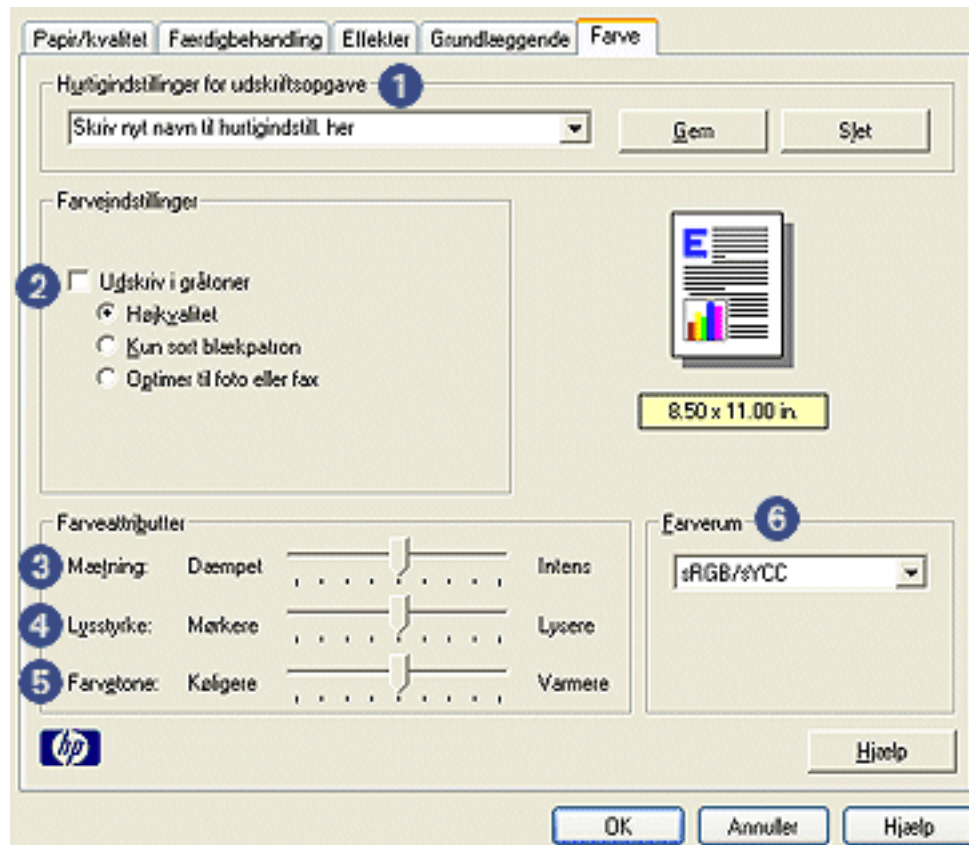 Papir/kvalitet Færdigbehandling Effekter Grundlæggende Farve
Hurtigindstillinger for udskriftsopgave 1
Skriv nyt navn til hurtigindstill. her Gem Slet
Farveindstillinger
2 Udskriv i gråtoner
Højkvalitet
Kun sort blækpatron
Optimer til foto eller fax
E
8.50 x 11.00 in.
Farveattributter
3 Mætning: Dæmpet Intens
4 Lysstyrke: Mørkere Lysere
5 Farvetone: Køligere Varmere
Farverum 6
sRGB/sYCC
hp Hjælp
OK Annuller Hjælp